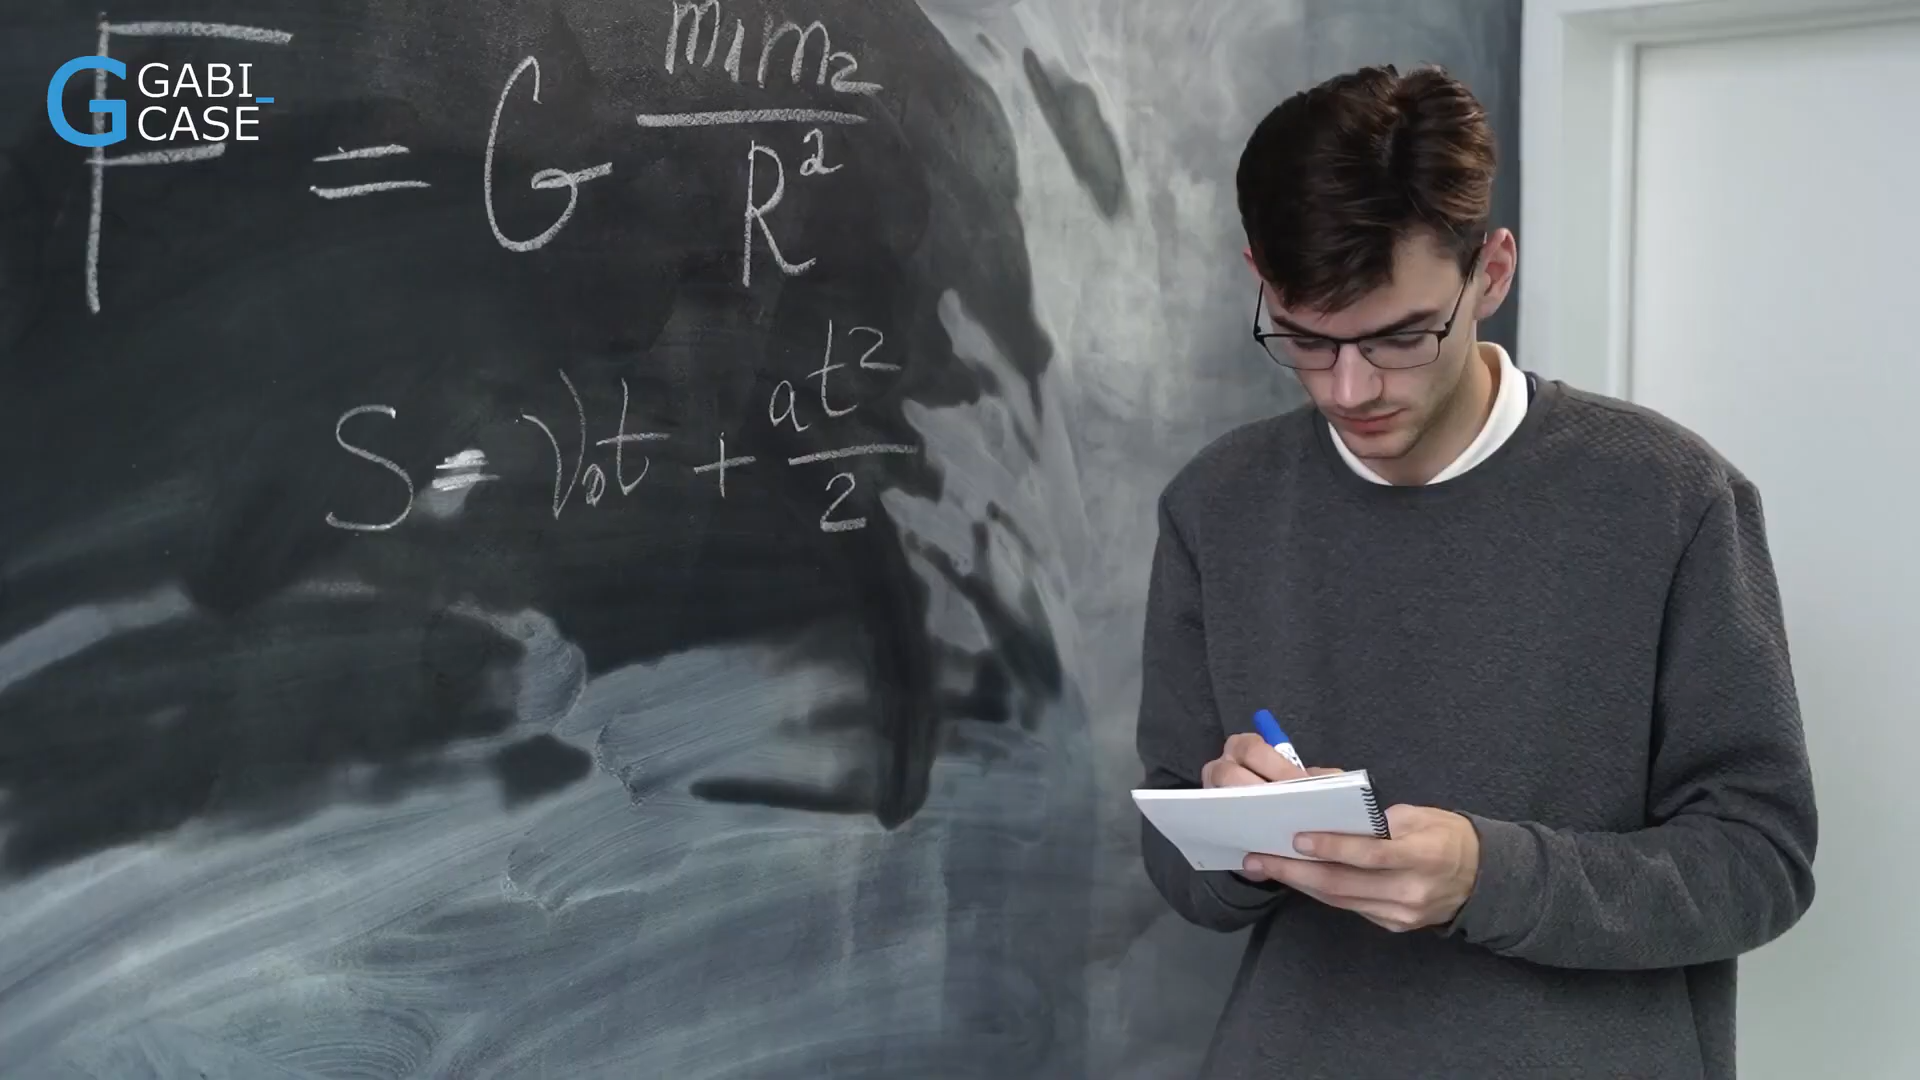 GABI_
CASE
F = G m₁m₂/R²
S = V₀t + at²/2